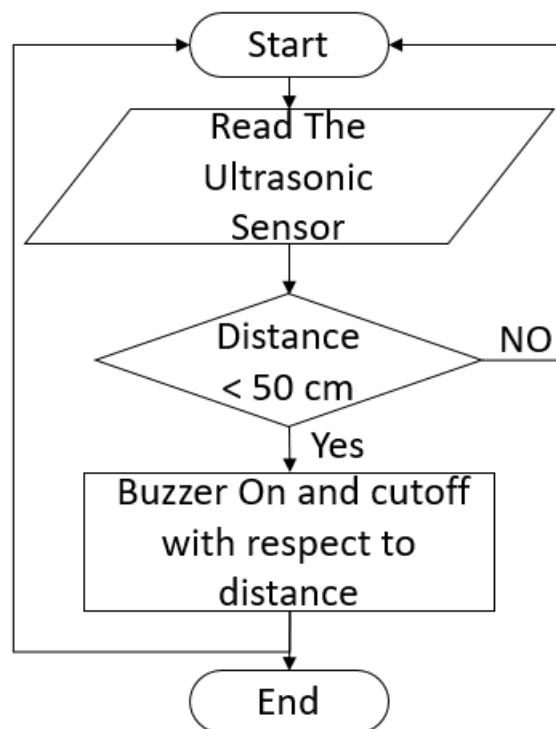 Start
Read The
Ultrasonic
Sensor
Distance
< 50 cm
NO
Yes
Buzzer On and cutoff
with respect to
distance
End